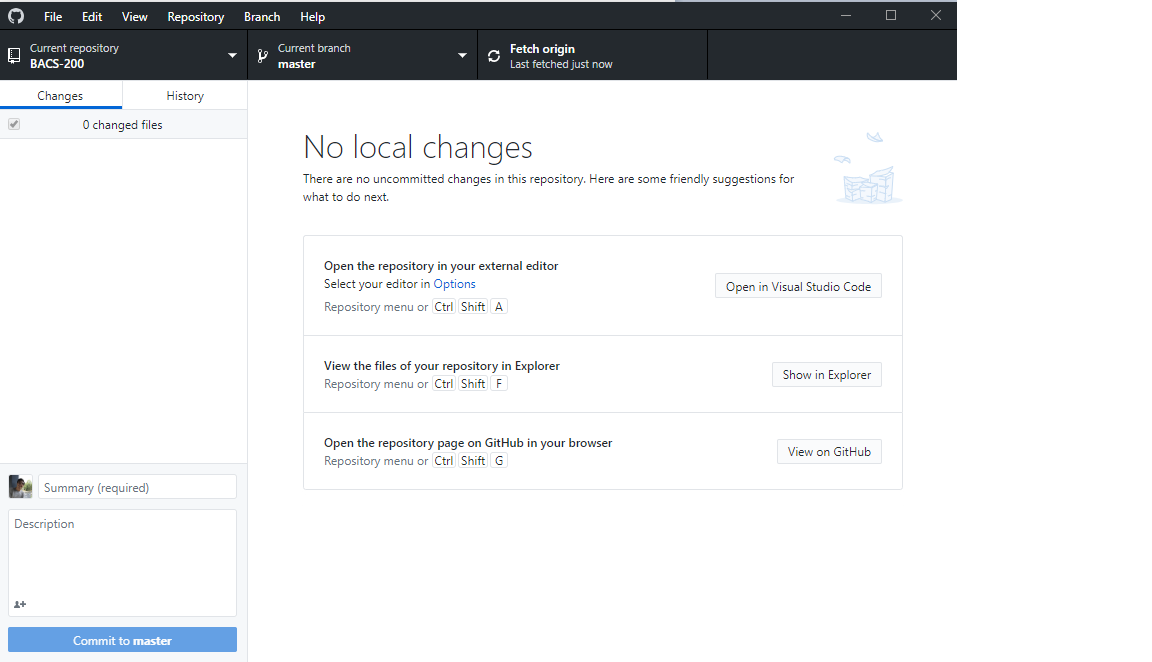 File Edit View Repository Branch Help
Current repository
BACS-200
Current branch
master
Fetch origin
Last fetched just now
Changes
History
0 changed files
No local changes
There are no uncommitted changes in this repository. Here are some friendly suggestions for
what to do next.
Open the repository in your external editor
Select your editor in Options
Repository menu or Ctrl Shift A
Open in Visual Studio Code
View the files of your repository in Explorer
Repository menu or Ctrl Shift F
Show in Explorer
Open the repository page on GitHub in your browser
Repository menu or Ctrl Shift G
View on GitHub
Summary (required)
Description
Commit to master